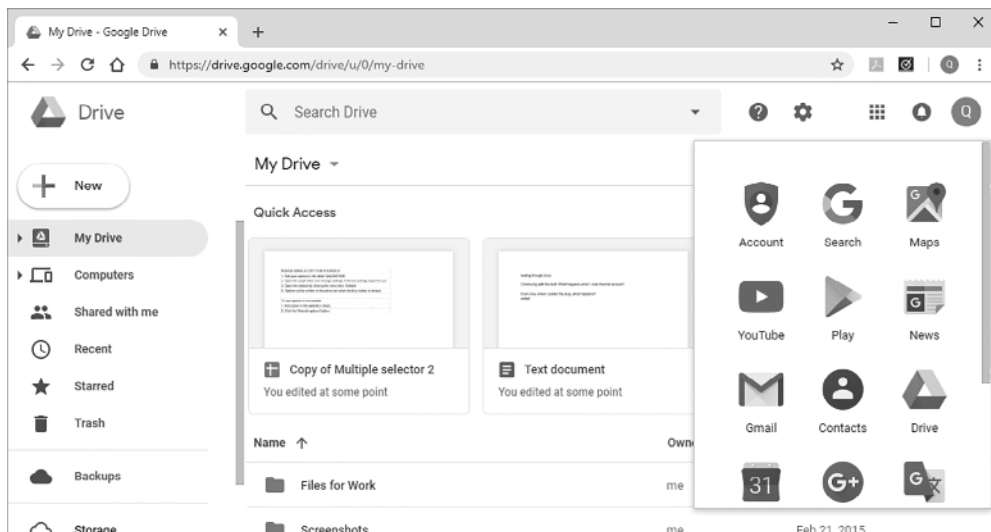 My Drive - Google Drive
https://drive.google.com/drive/u/0/my-drive
Q
Drive
Search Drive
Q
New
My Drive
Computers
Shared with me
Recent
Starred
Trash
Backups
Storage
My Drive
Quick Access
Copy of Multiple selector 2
You edited at some point
Text document
You edited at some point
Name
Files for Work
me
Screenshots
me
Feb 21, 2015
Account
Search
Maps
YouTube
Play
News
Gmail
Contacts
Drive
31
G+
G